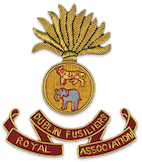 DUBLIN FUSILIERS
ROYAL ASSOCIATION